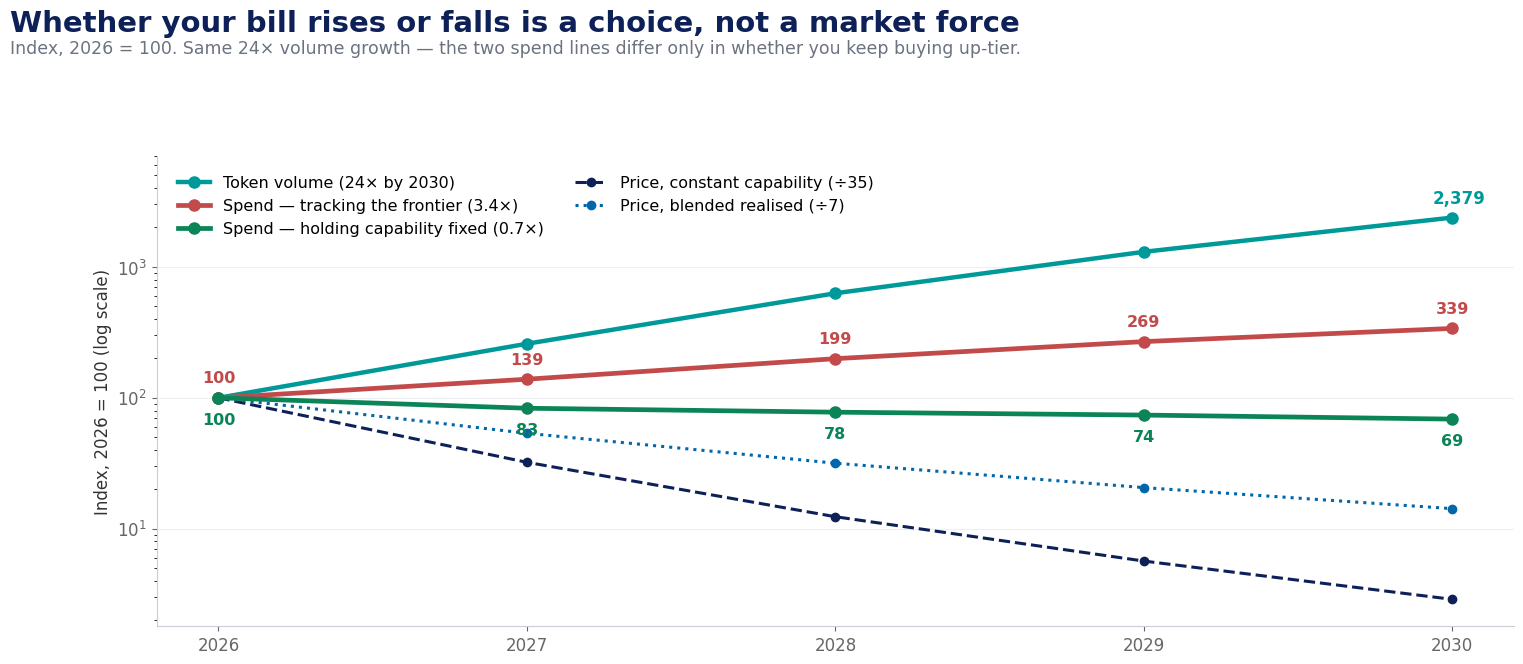 Whether your bill rises or falls is a choice, not a market force
Index, 2026 = 100. Same 24× volume growth — the two spend lines differ only in whether you keep buying up-tier.
Token volume (24× by 2030)
Spend — tracking the frontier (3.4×)
Spend — holding capability fixed (0.7×)
Price, constant capability (÷35)
Price, blended realised (÷7)
Index, 2026 = 100 (log scale)
10³
10²
10¹
2,379
100
139
199
269
339
100
83
78
74
69
2026
2027
2028
2029
2030